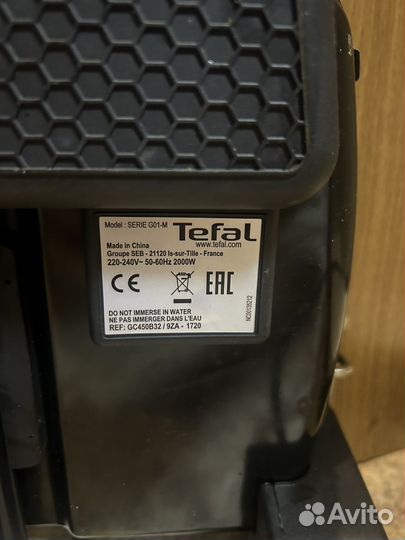 Model : SERIE G01-M
Tefal
www.tefal.com
Made in China
Groupe SEB - 21120 Is-sur-Tille - France
220-240V~ 50-60Hz 2000W
CE
EAC
DO NOT IMMERSE IN WATER
NE PAS IMMERGER DANS L'EAU
REF: GC450B32 / 9ZA - 1720
NC00133212
Avito